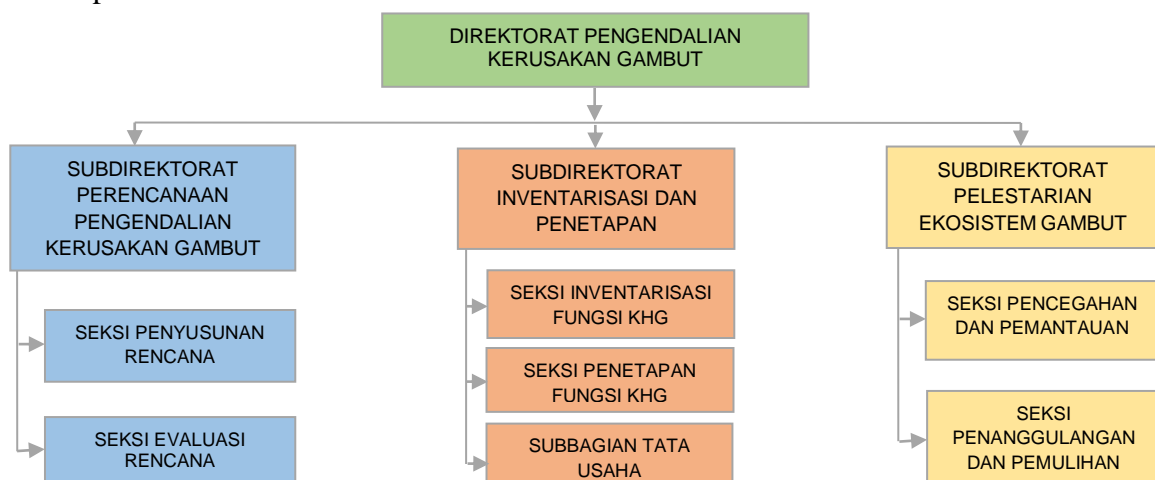 DIREKTORAT PENGENDALIAN
KERUSAKAN GAMBUT
SUBDIREKTORAT
PERENCANAAN
PENGENDALIAN
KERUSAKAN GAMBUT
SEKSI PENYUSUNAN
RENCANA
SEKSI EVALUASI
RENCANA
SUBDIREKTORAT
INVENTARISASI DAN
PENETAPAN
SEKSI INVENTARISASI
FUNGSI KHG
SEKSI PENETAPAN
FUNGSI KHG
SUBBAGIAN TATA
USAHA
SUBDIREKTORAT
PELESTARIAN
EKOSISTEM GAMBUT
SEKSI PENCEGAHAN
DAN PEMANTAUAN
SEKSI
PENANGGULANGAN
DAN PEMULIHAN